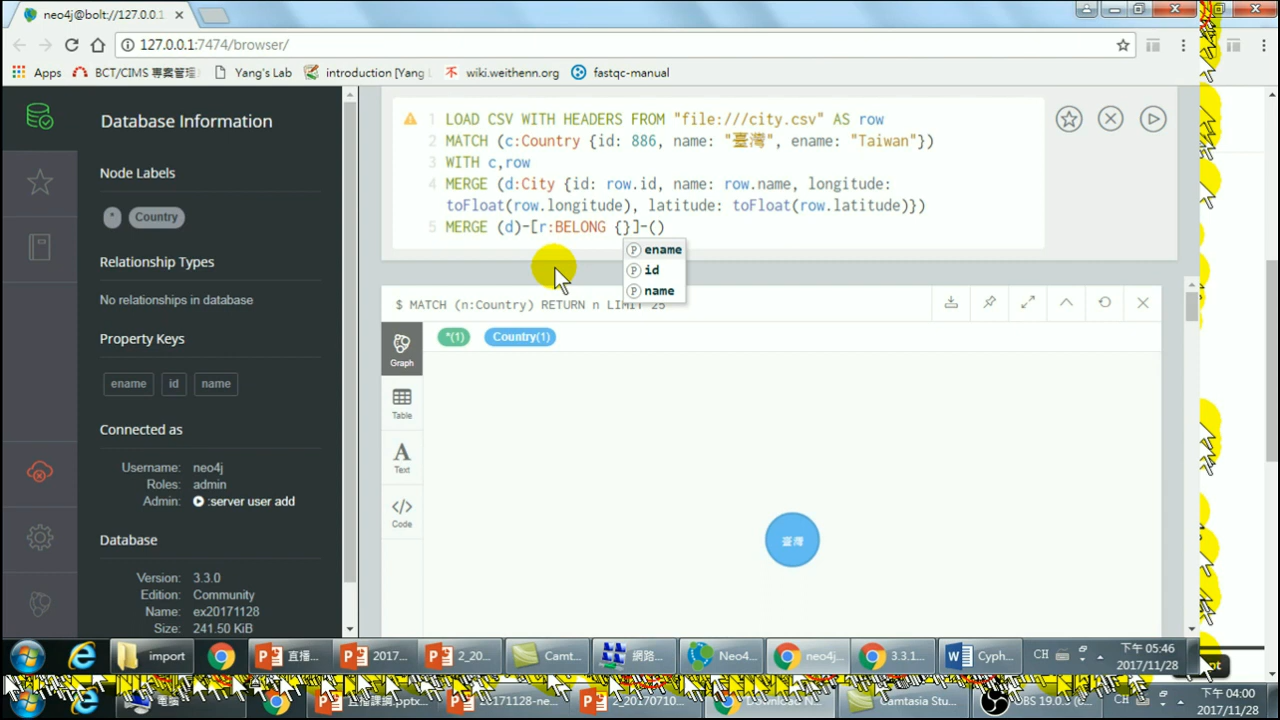 neo4j@bolt://127.0.0.1
127.0.0.1:7474/browser/
Apps
BCT/CIMS 專案管理
Yang's Lab
introduction [Yang L
wiki.weithenn.org
fastqc-manual
Database Information
Node Labels
*
Country
Relationship Types
No relationships in database
Property Keys
ename
id
name
Connected as
Username: neo4j
Roles: admin
Admin: :server user add
Database
Version: 3.3.0
Edition: Community
Name: ex20171128
Size: 241.50 KiB
1 LOAD CSV WITH HEADERS FROM "file:///city.csv" AS row
2 MATCH (c:Country {id: 886, name: "臺灣", ename: "Taiwan"})
3 WITH c,row
4 MERGE (d:City {id: row.id, name: row.name, longitude:
toFloat(row.longitude), latitude: toFloat(row.latitude)})
5 MERGE (d)-[r:BELONG {}]-()
P ename
P id
P name
$ MATCH (n:Country) RETURN n LIMIT 25
*(1)
Country(1)
Graph
Table
A
Text
Code
臺灣
import
直播...
2017...
2_20...
Camt...
網路...
Neo4...
neo4j...
3.3.1...
Cyph...
CH
下午 05:46
2017/11/28
電腦
直播課綱.pptx...
20171128-ne...
2_20170710...
Download N...
Camtasia Stu...
OBS 19.0.3
CH
下午 04:00
2017/11/28